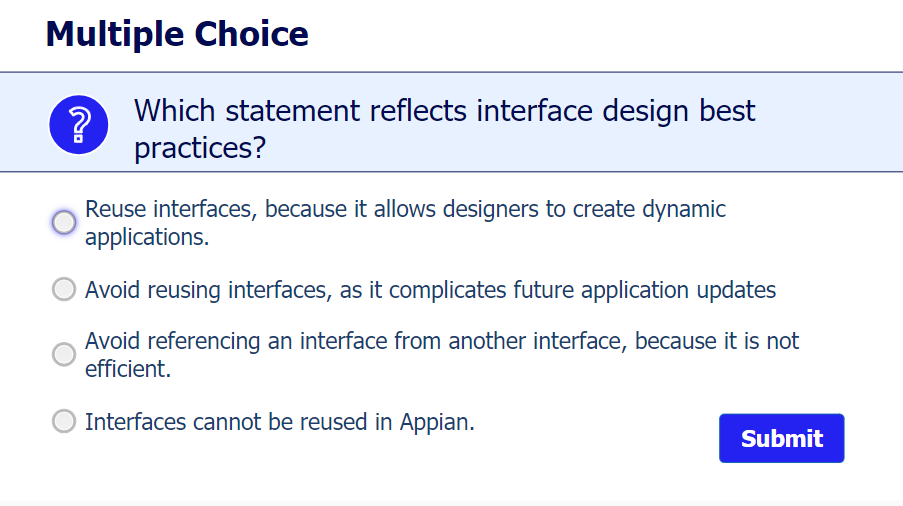 Multiple Choice
Which statement reflects interface design best
practices?
Reuse interfaces, because it allows designers to create dynamic
applications.
Avoid reusing interfaces, as it complicates future application updates
Avoid referencing an interface from another interface, because it is not
efficient.
Interfaces cannot be reused in Appian.
Submit